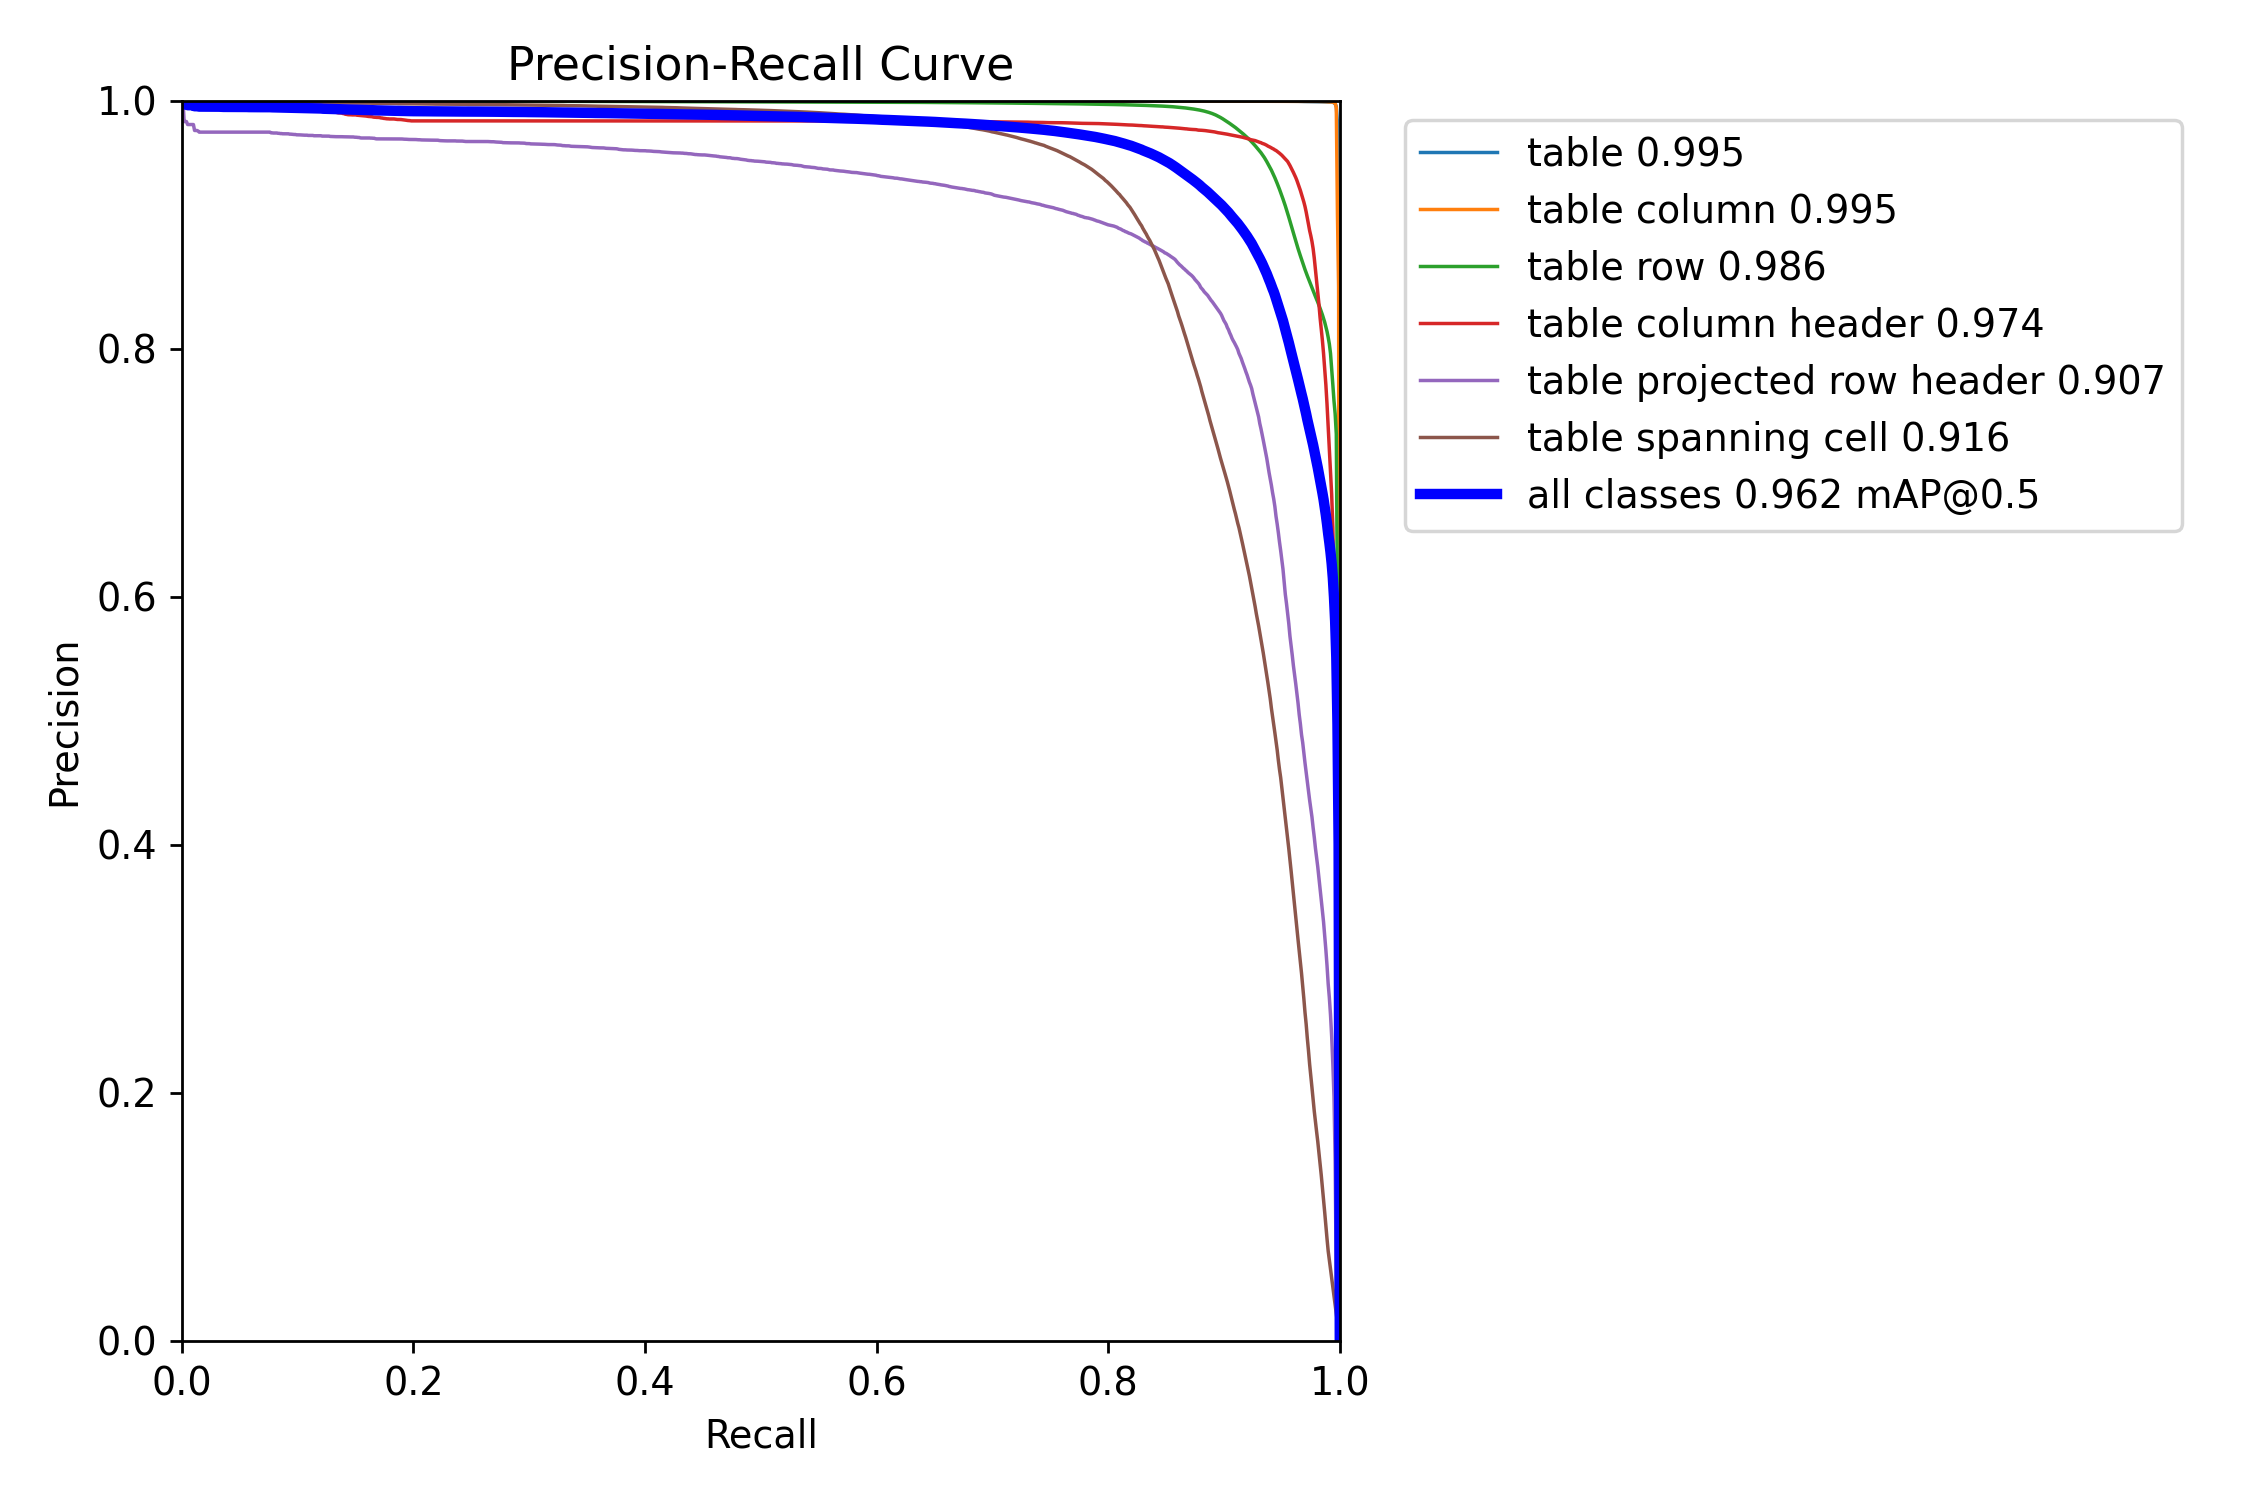 Precision-Recall Curve
1.0
0.8
0.6
0.4
0.2
0.0
Precision
0.0 0.2 0.4 0.6 0.8 1.0
Recall
table 0.995
table column 0.995
table row 0.986
table column header 0.974
table projected row header 0.907
table spanning cell 0.916
all classes 0.962 mAP@0.5